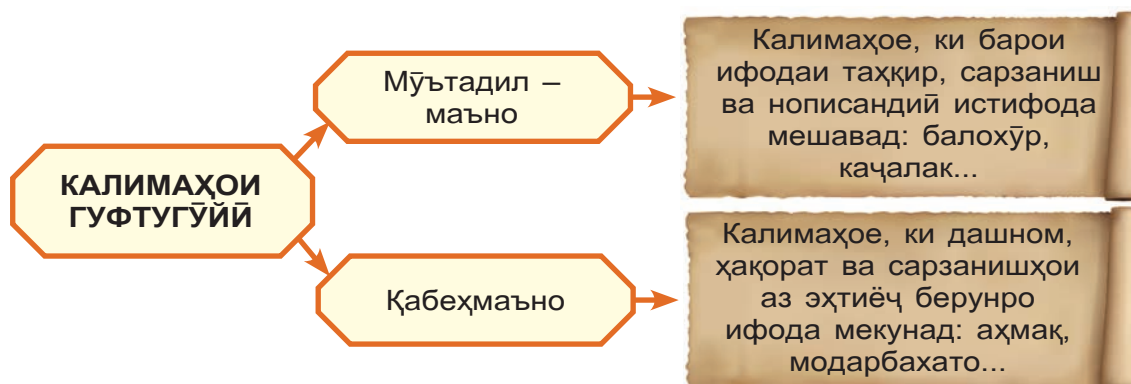 КАЛИМАҲОИ
ГУФТУГӮЙӢ
Мӯътадил –
маъно
Калимаҳое, ки барои
ифодаи таҳқир, сарзаниш
ва нописандиӣ истифода
мешавад: балохӯр,
каҷалак...
Қабеҳмаъно
Калимаҳое, ки дашном,
ҳақорат ва сарзанишҳои
аз эҳтиёҷ берунро
ифода мекунад: аҳмақ,
модарбахато...